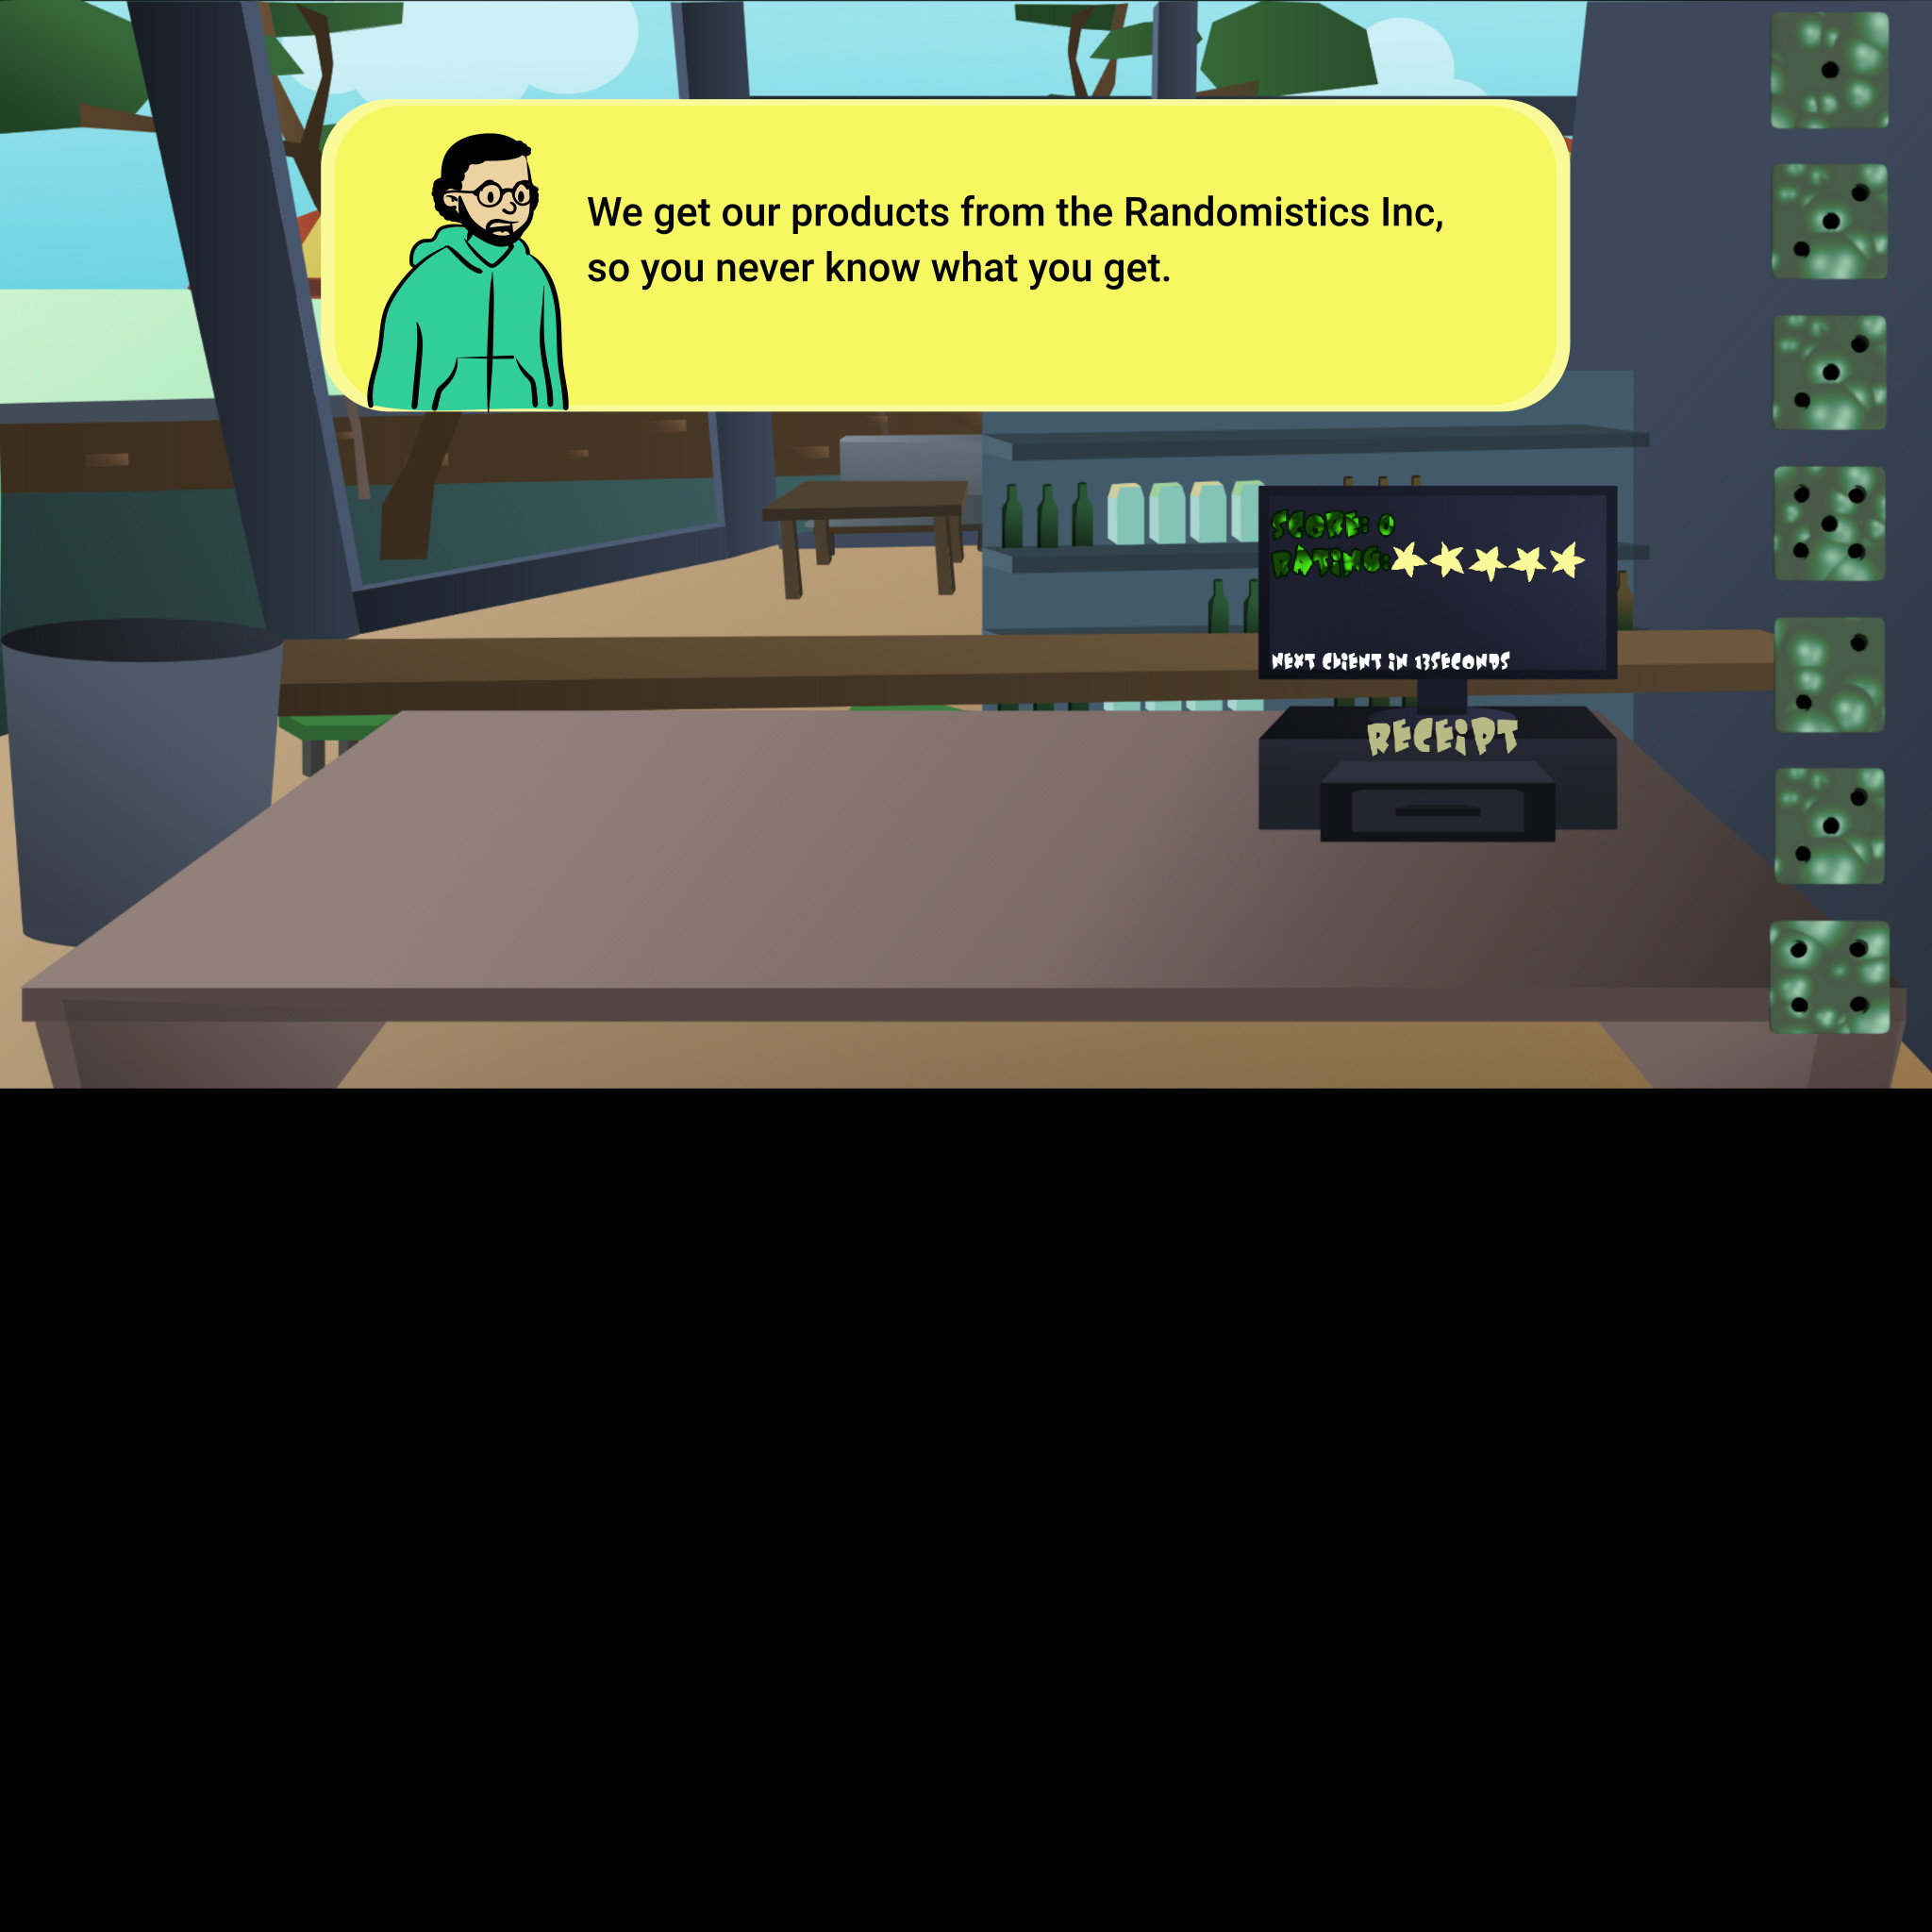 We get our products from the Randomistics Inc,
so you never know what you get.
SCORE: 0
RATING:
NEXT CLIENT IN 13SECONDS
RECEIPT